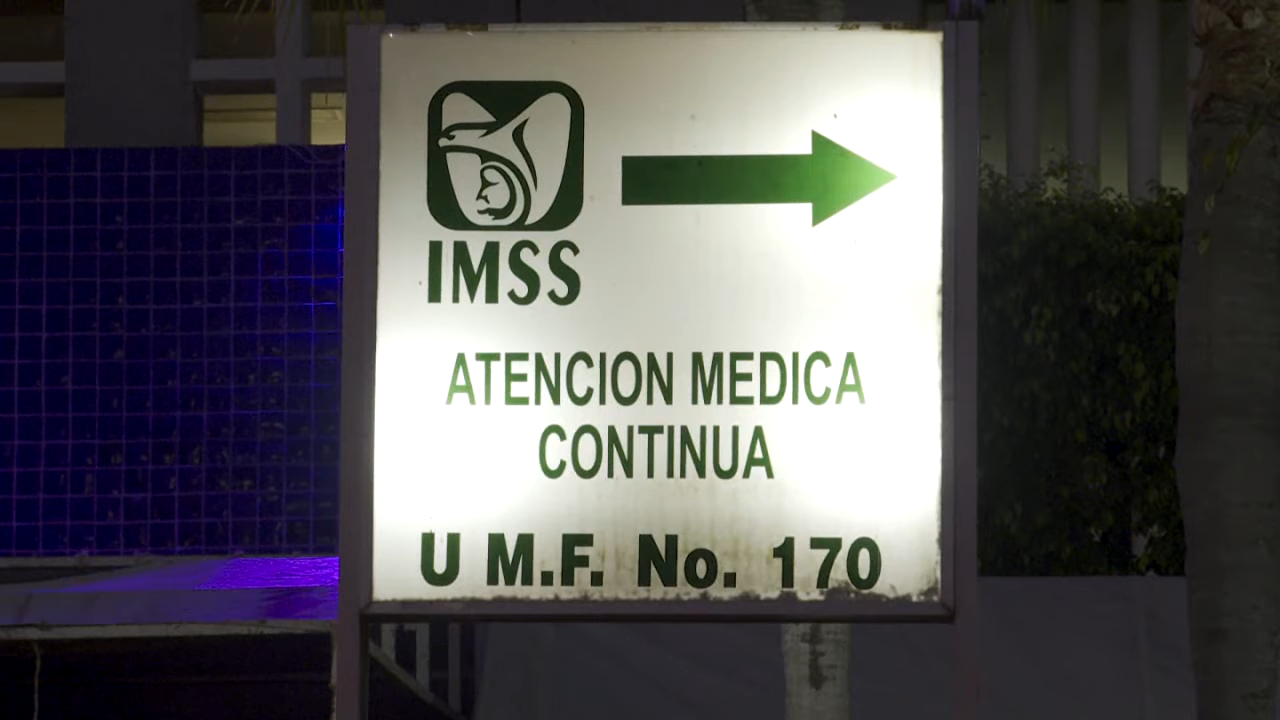 IMSS
ATENCION MEDICA
CONTINUA
U M.F. No. 170